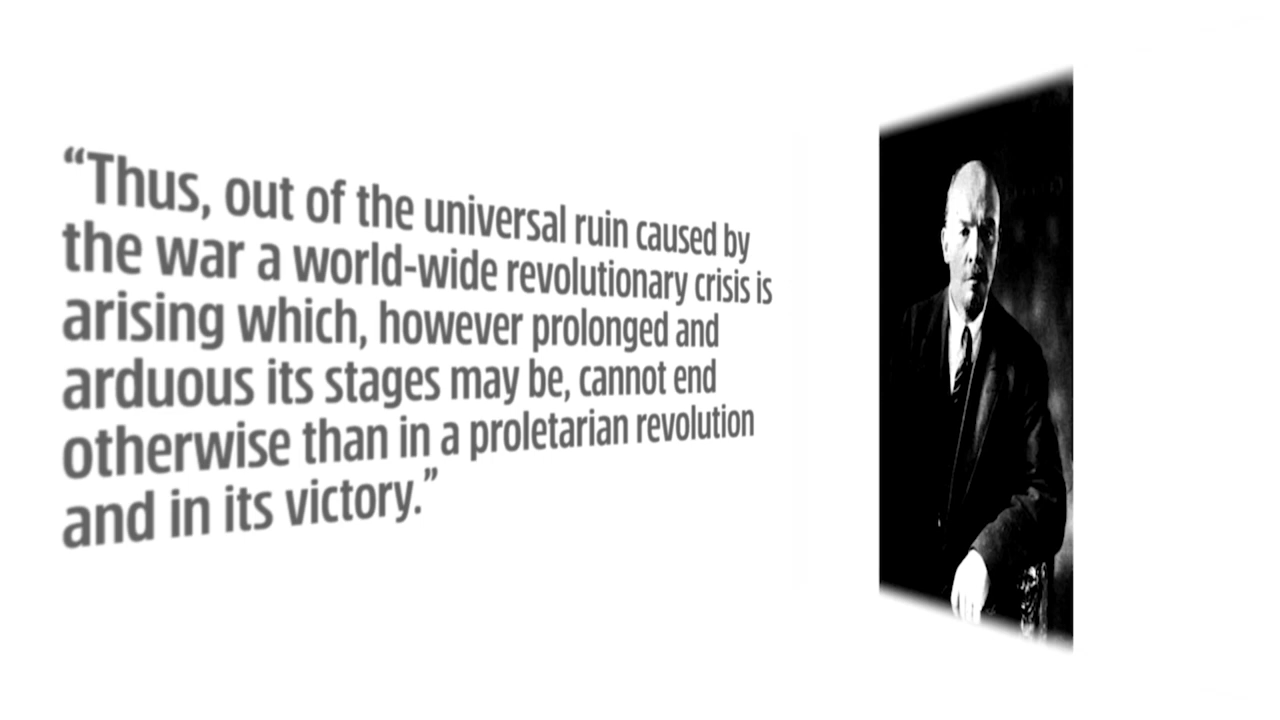 “Thus, out of the universal ruin caused by
the war a world-wide revolutionary crisis is
arising which, however prolonged and
arduous its stages may be, cannot end
otherwise than in a proletarian revolution
and in its victory.”